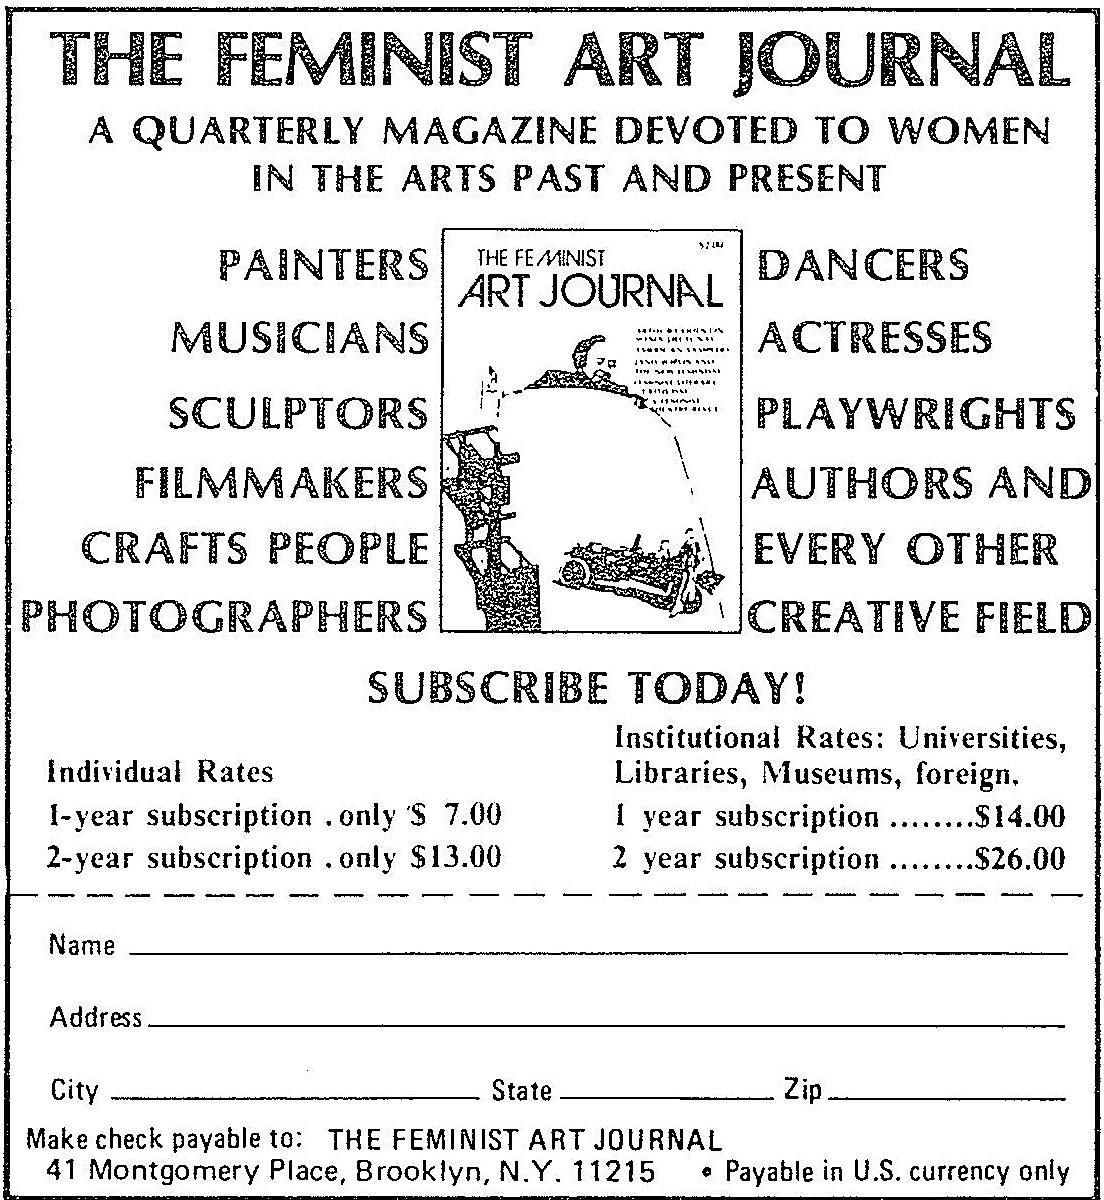 THE FEMINIST ART JOURNAL
A QUARTERLY MAGAZINE DEVOTED TO WOMEN
IN THE ARTS PAST AND PRESENT
PAINTERS
MUSICIANS
SCULPTORS
FILMMAKERS
CRAFTS PEOPLE
PHOTOGRAPHERS
THE FEMINIST
ART JOURNAL
DANCERS
ACTRESSES
PLAYWRIGHTS
AUTHORS AND
EVERY OTHER
CREATIVE FIELD
SUBSCRIBE TODAY!
Individual Rates
1-year subscription . only $ 7.00
2-year subscription . only $13.00
Institutional Rates: Universities,
Libraries, Museums, foreign.
1 year subscription ........$14.00
2 year subscription ........$26.00
Name
Address
City State Zip
Make check payable to: THE FEMINIST ART JOURNAL
41 Montgomery Place, Brooklyn, N.Y. 11215 • Payable in U.S. currency only